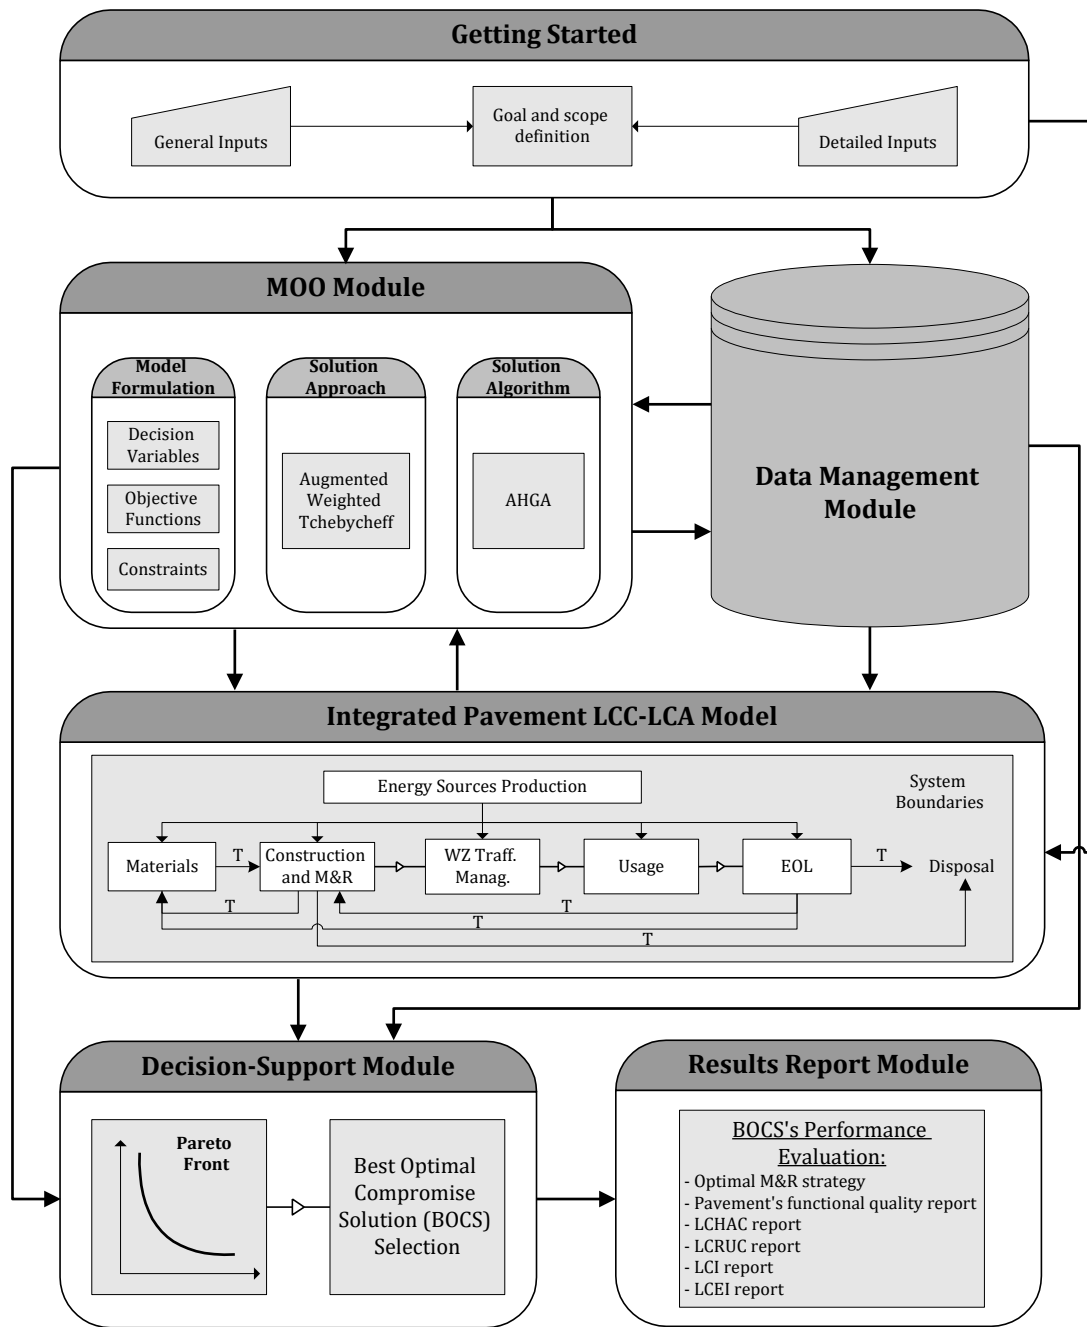 Getting Started
General Inputs
Goal and scope
definition
Detailed Inputs
MOO Module
Model
Formulation
Decision
Variables
Objective
Functions
Constraints
Solution
Approach
Augmented
Weighted
Tchebycheff
Solution
Algorithm
AHGA
Data Management
Module
Integrated Pavement LCC-LCA Model
Energy Sources Production
System
Boundaries
Materials
T
Construction
and M&R
WZ Traff.
Manag.
Usage
EOL
T
Disposal
T
T
T
T
Decision-Support Module
Pareto
Front
Best Optimal
Compromise
Solution (BOCS)
Selection
Results Report Module
BOCS's Performance
Evaluation:
- Optimal M&R strategy
- Pavement's functional quality report
- LCHAC report
- LCRUC report
- LCI report
- LCEI report